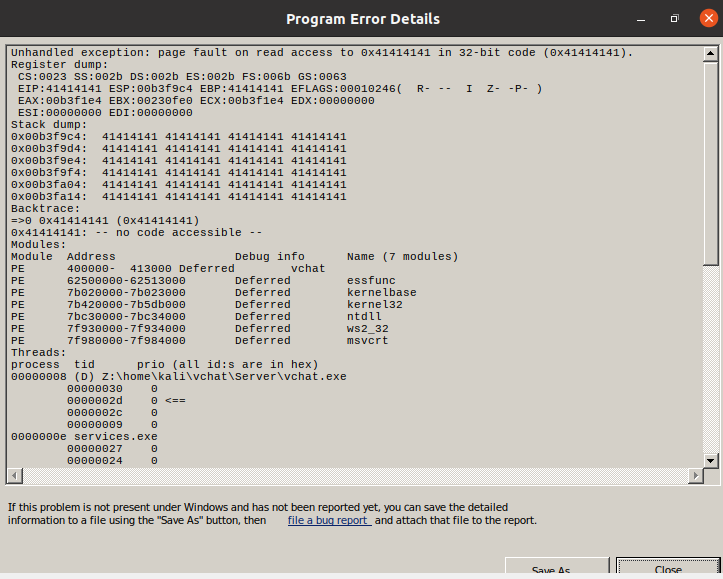 Program Error Details
Unhandled exception: page fault on read access to 0x41414141 in 32-bit code (0x41414141).
Register dump:
 CS:0023 SS:002b DS:002b ES:002b FS:006b GS:0063
 EIP:41414141 ESP:00b3f9c4 EBP:41414141 EFLAGS:00010246(  R- --  I  Z- -P- )
 EAX:00b3f1e4 EBX:00230fe0 ECX:00b3f1e4 EDX:00000000
 ESI:00000000 EDI:00000000
Stack dump:
0x00b3f9c4:  41414141 41414141 41414141 41414141
0x00b3f9d4:  41414141 41414141 41414141 41414141
0x00b3f9e4:  41414141 41414141 41414141 41414141
0x00b3f9f4:  41414141 41414141 41414141 41414141
0x00b3fa04:  41414141 41414141 41414141 41414141
0x00b3fa14:  41414141 41414141 41414141 41414141
Backtrace:
=>0 0x41414141 (0x41414141)
0x41414141: -- no code accessible --
Modules:
Module  Address                 Debug info      Name (7 modules)
PE        400000-  413000 Deferred        vchat
PE      62500000-62513000       Deferred        essfunc
PE      7b020000-7b023000       Deferred        kernelbase
PE      7b420000-7b5db000       Deferred        kernel32
PE      7bc30000-7bc34000       Deferred        ntdll
PE      7f930000-7f934000       Deferred        ws2_32
PE      7f980000-7f984000       Deferred        msvcrt
Threads:
process  tid      prio (all id:s are in hex)
00000008 (D) Z:\home\kali\vchat\Server\vchat.exe
        00000030    0
        0000002d    0 <==
        0000002c    0
        00000009    0
0000000e services.exe
        00000027    0
        00000024    0
If this problem is not present under Windows and has not been reported yet, you can save the detailed
information to a file using the "Save As" button, then file a bug report and attach that file to the report.
Save As
Close